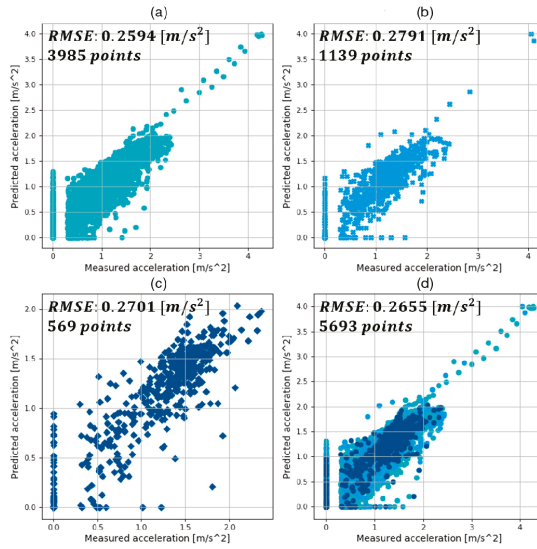 (a)
RMSE: 0.2594 [m/s²]
3985 points
4.0
3.5
3.0
2.5
2.0
1.5
1.0
0.5
0.0
0 1 2 3 4
Predicted acceleration [m/s^2]
Measured acceleration [m/s^2]
(b)
RMSE: 0.2791 [m/s²]
1139 points
4.0
3.5
3.0
2.5
2.0
1.5
1.0
0.5
0.0
0 1 2 3 4
Predicted acceleration [m/s^2]
Measured acceleration [m/s^2]
(c)
RMSE: 0.2701 [m/s²]
569 points
2.0
1.5
1.0
0.5
0.0
0.0 0.5 1.0 1.5 2.0
Predicted acceleration [m/s^2]
Measured acceleration [m/s^2]
(d)
RMSE: 0.2655 [m/s²]
5693 points
4.0
3.5
3.0
2.5
2.0
1.5
1.0
0.5
0.0
0 1 2 3 4
Predicted acceleration [m/s^2]
Measured acceleration [m/s^2]